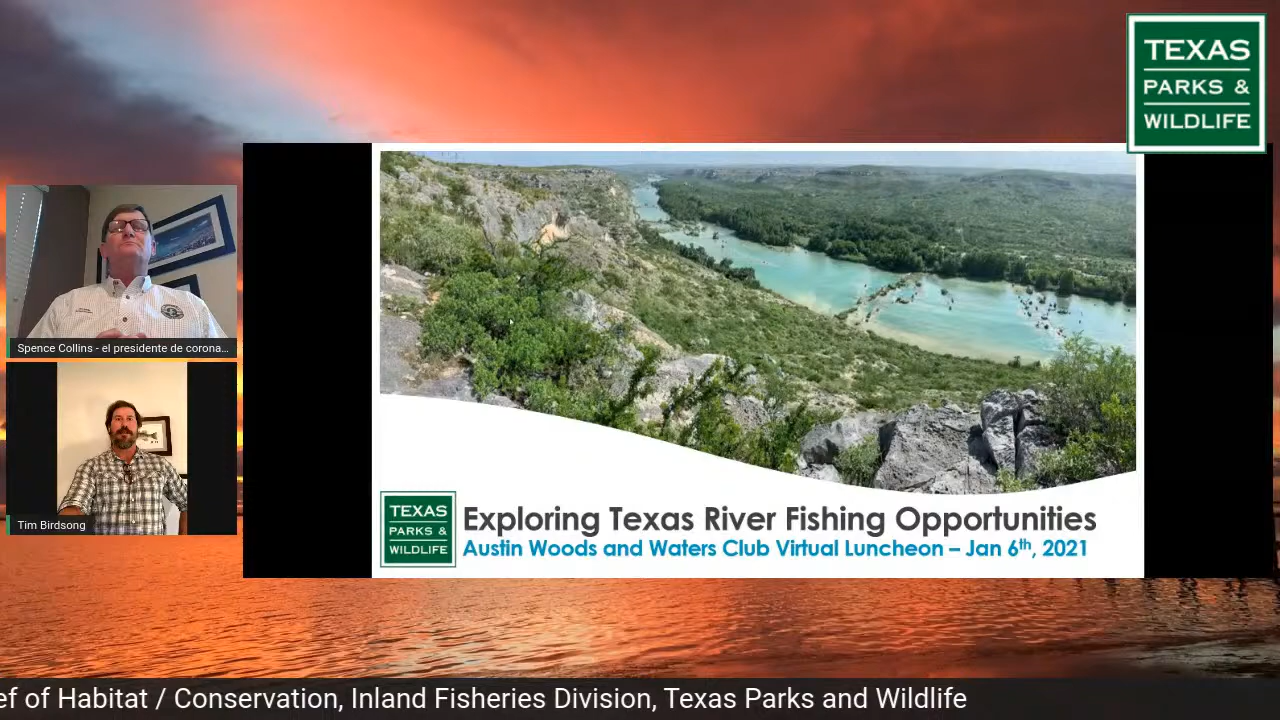 TEXAS
PARKS &
WILDLIFE
Spence Collins - el presidente de corona...
Tim Birdsong
TEXAS
PARKS &
WILDLIFE
Exploring Texas River Fishing Opportunities
Austin Woods and Waters Club Virtual Luncheon – Jan 6th, 2021
ef of Habitat / Conservation, Inland Fisheries Division, Texas Parks and Wildlife